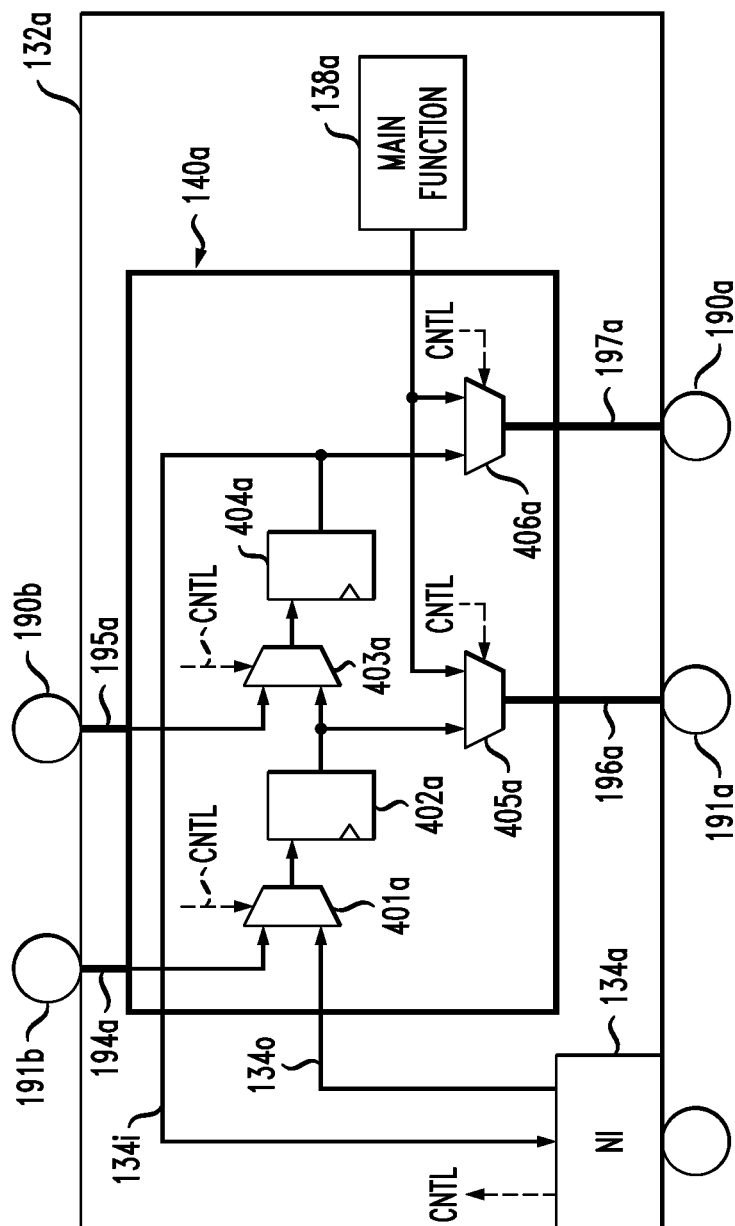 191b
190b
194a
195a
132a
134i
CNTL
CNTL
140a
134o
404a
138a
401a
403a
MAIN
FUNCTION
402a
CNTL
CNTL
CNTL
405a
406a
NI
134a
196a
197a
191a
190a